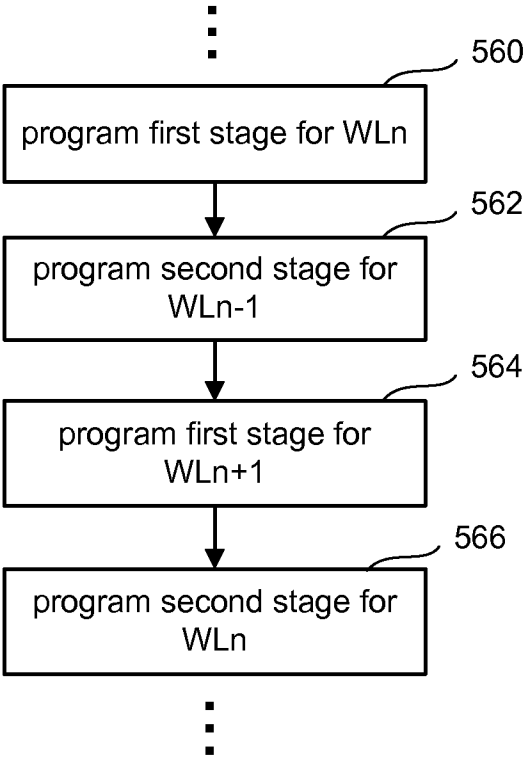 560
program first stage for WLn
562
program second stage for
WLn-1
564
program first stage for
WLn+1
566
program second stage for
WLn